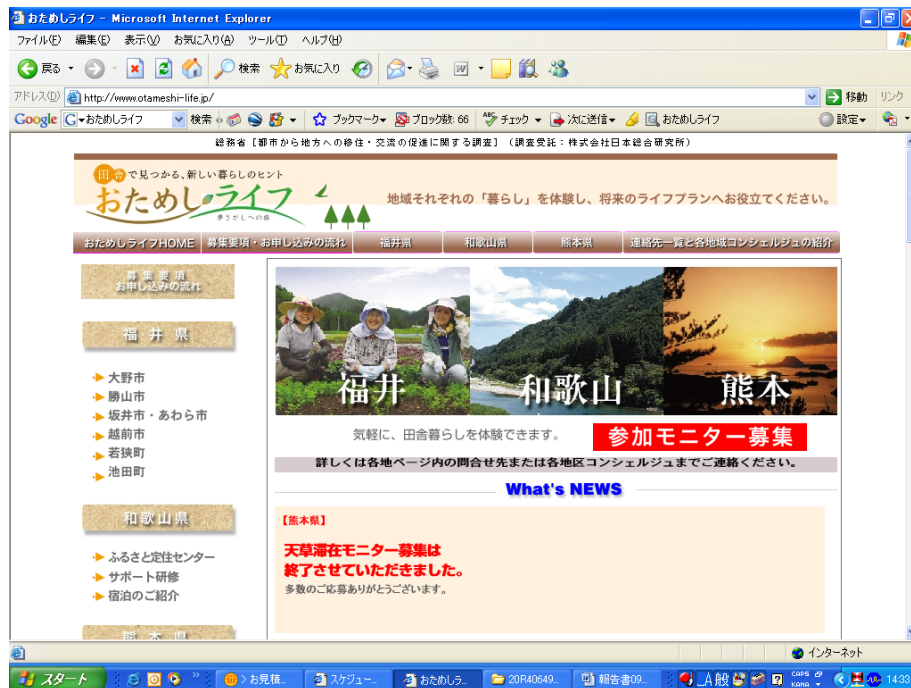 おためしライフ - Microsoft Internet Explorer
ファイル(F) 編集(E) 表示(V) お気に入り(A) ツール(T) ヘルプ(H)
戻る 検索 お気に入り
アドレス(D) http://www.otameshi-life.jp/ 移動 リンク
Google おためしライフ 検索 ブックマーク ブロック数: 66 チェック 次に送信 おためしライフ 設定
総務省［都市から地方への移住・交流の促進に関する調査］（調査受託：株式会社日本総合研究所）
田舎で見つかる、新しい暮らしのヒント
おためしライフ
夢さがしへの旅
地域それぞれの「暮らし」を体験し、将来のライフプランへお役立てください。
おためしライフHOME 募集要項・お申し込みの流れ 福井県 和歌山県 熊本県 連絡先一覧と各地域コンシェルジュの紹介
募集要項
お申し込みの流れ
福井県
大野市
勝山市
坂井市・あわら市
越前市
若狭町
池田町
和歌山県
ふるさと定住センター
サポート研修
宿泊のご紹介
熊本県
福井 和歌山 熊本
気軽に、田舎暮らしを体験できます。 参加モニター募集
詳しくは各地ページ内の問合せ先または各地区コンシェルジュまでご連絡ください。
What's NEWS
【熊本県】
天草滞在モニター募集は
終了させていただきました。
多数のご応募ありがとうございます。
インターネット
スタート お見積... スケジュー... おためしラ... 20R40649... 報告書09... A般 CAPS KANA 14:33